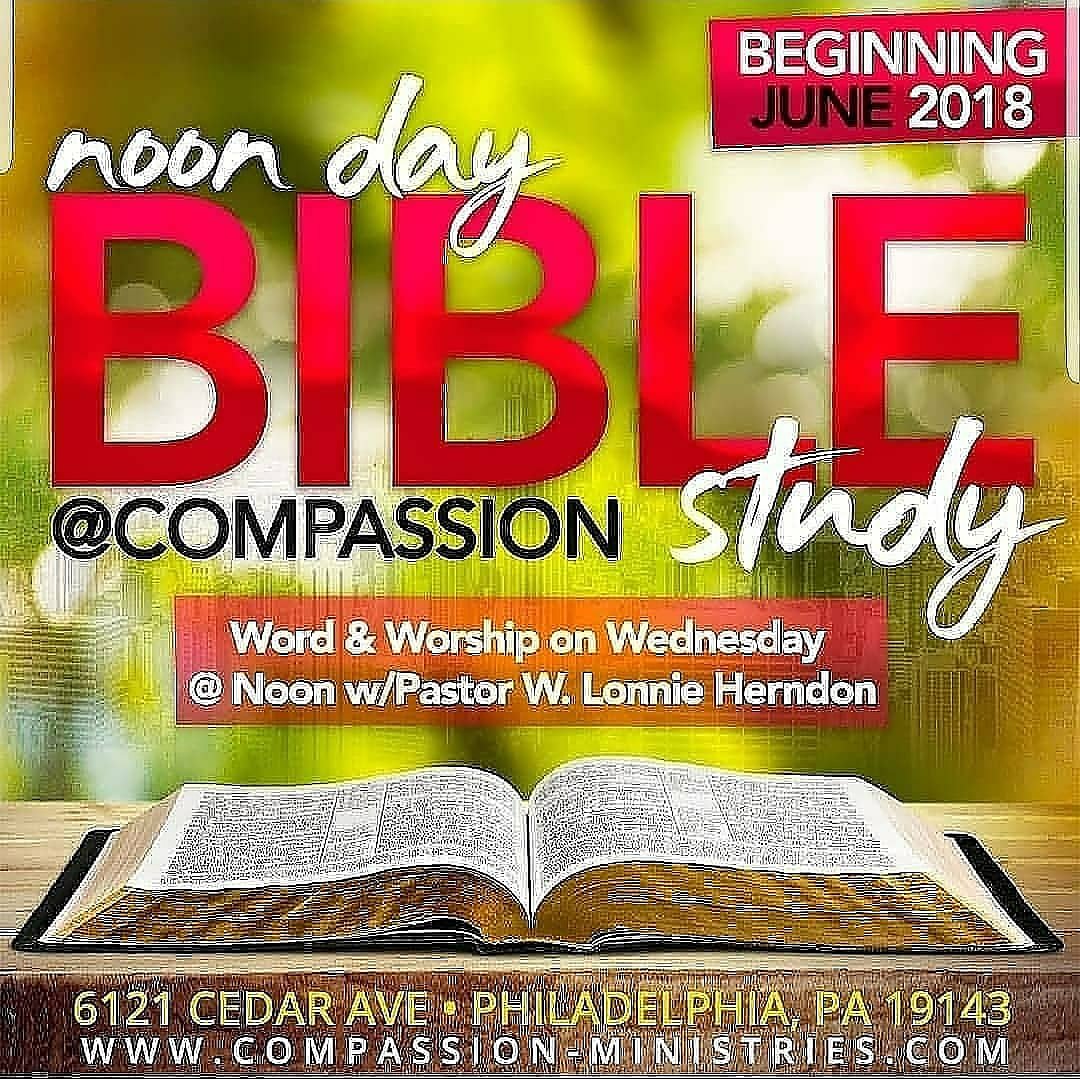 BEGINNING
JUNE 2018
noon day
BIBLE
study
@COMPASSION
Word & Worship on Wednesday
@ Noon w/Pastor W. Lonnie Herndon
6121 CEDAR AVE • PHILADELPHIA, PA 19143
WWW.COMPASSION-MINISTRIES.COM